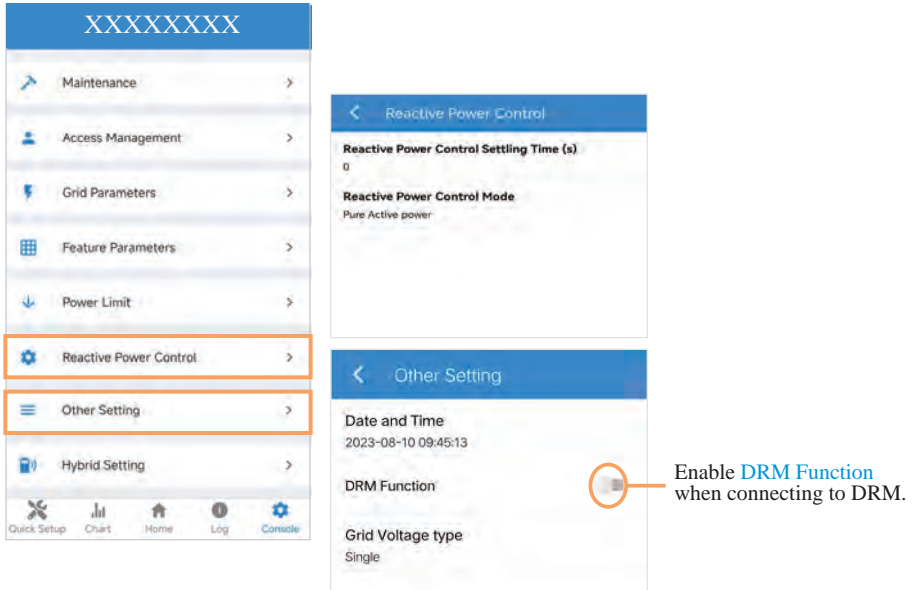 XXXXXXXX
Maintenance
Access Management
Grid Parameters
Feature Parameters
Power Limit
Reactive Power Control
Other Setting
Hybrid Setting
Quick Setup Chart Home Log Console
Reactive Power Control
Reactive Power Control Settling Time (s)
0
Reactive Power Control Mode
Pure Active power
Other Setting
Date and Time
2023-08-10 09:45:13
DRM Function
Grid Voltage type
Single
Enable DRM Function
when connecting to DRM.